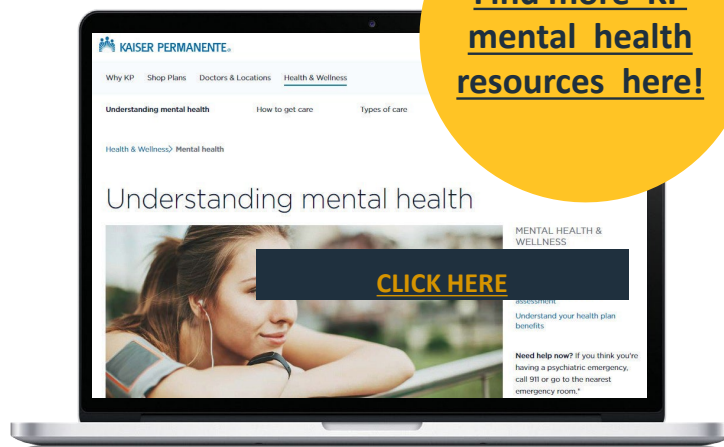 Find more KP
mental health
resources here!
KAISER PERMANENTE®
Why KP Shop Plans Doctors & Locations Health & Wellness
Understanding mental health How to get care Types of care
Health & Wellness> Mental health
Understanding mental health
MENTAL HEALTH &
WELLNESS
CLICK HERE
assessment
Understand your health plan
benefits
Need help now? If you think you're
having a psychiatric emergency,
call 911 or go to the nearest
emergency room.*